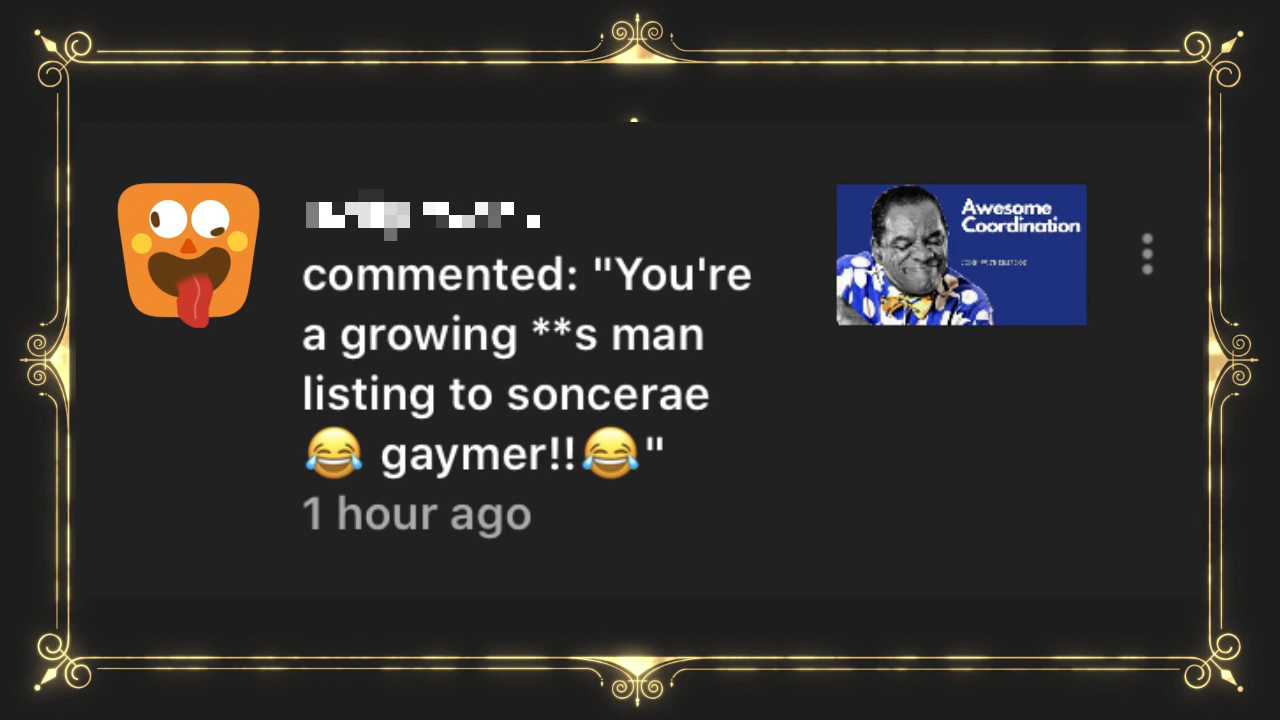 commented: "You're
a growing **s man
listing to soncerae
😂 gaymer!!😂"
1 hour ago
Awesome
Coordination